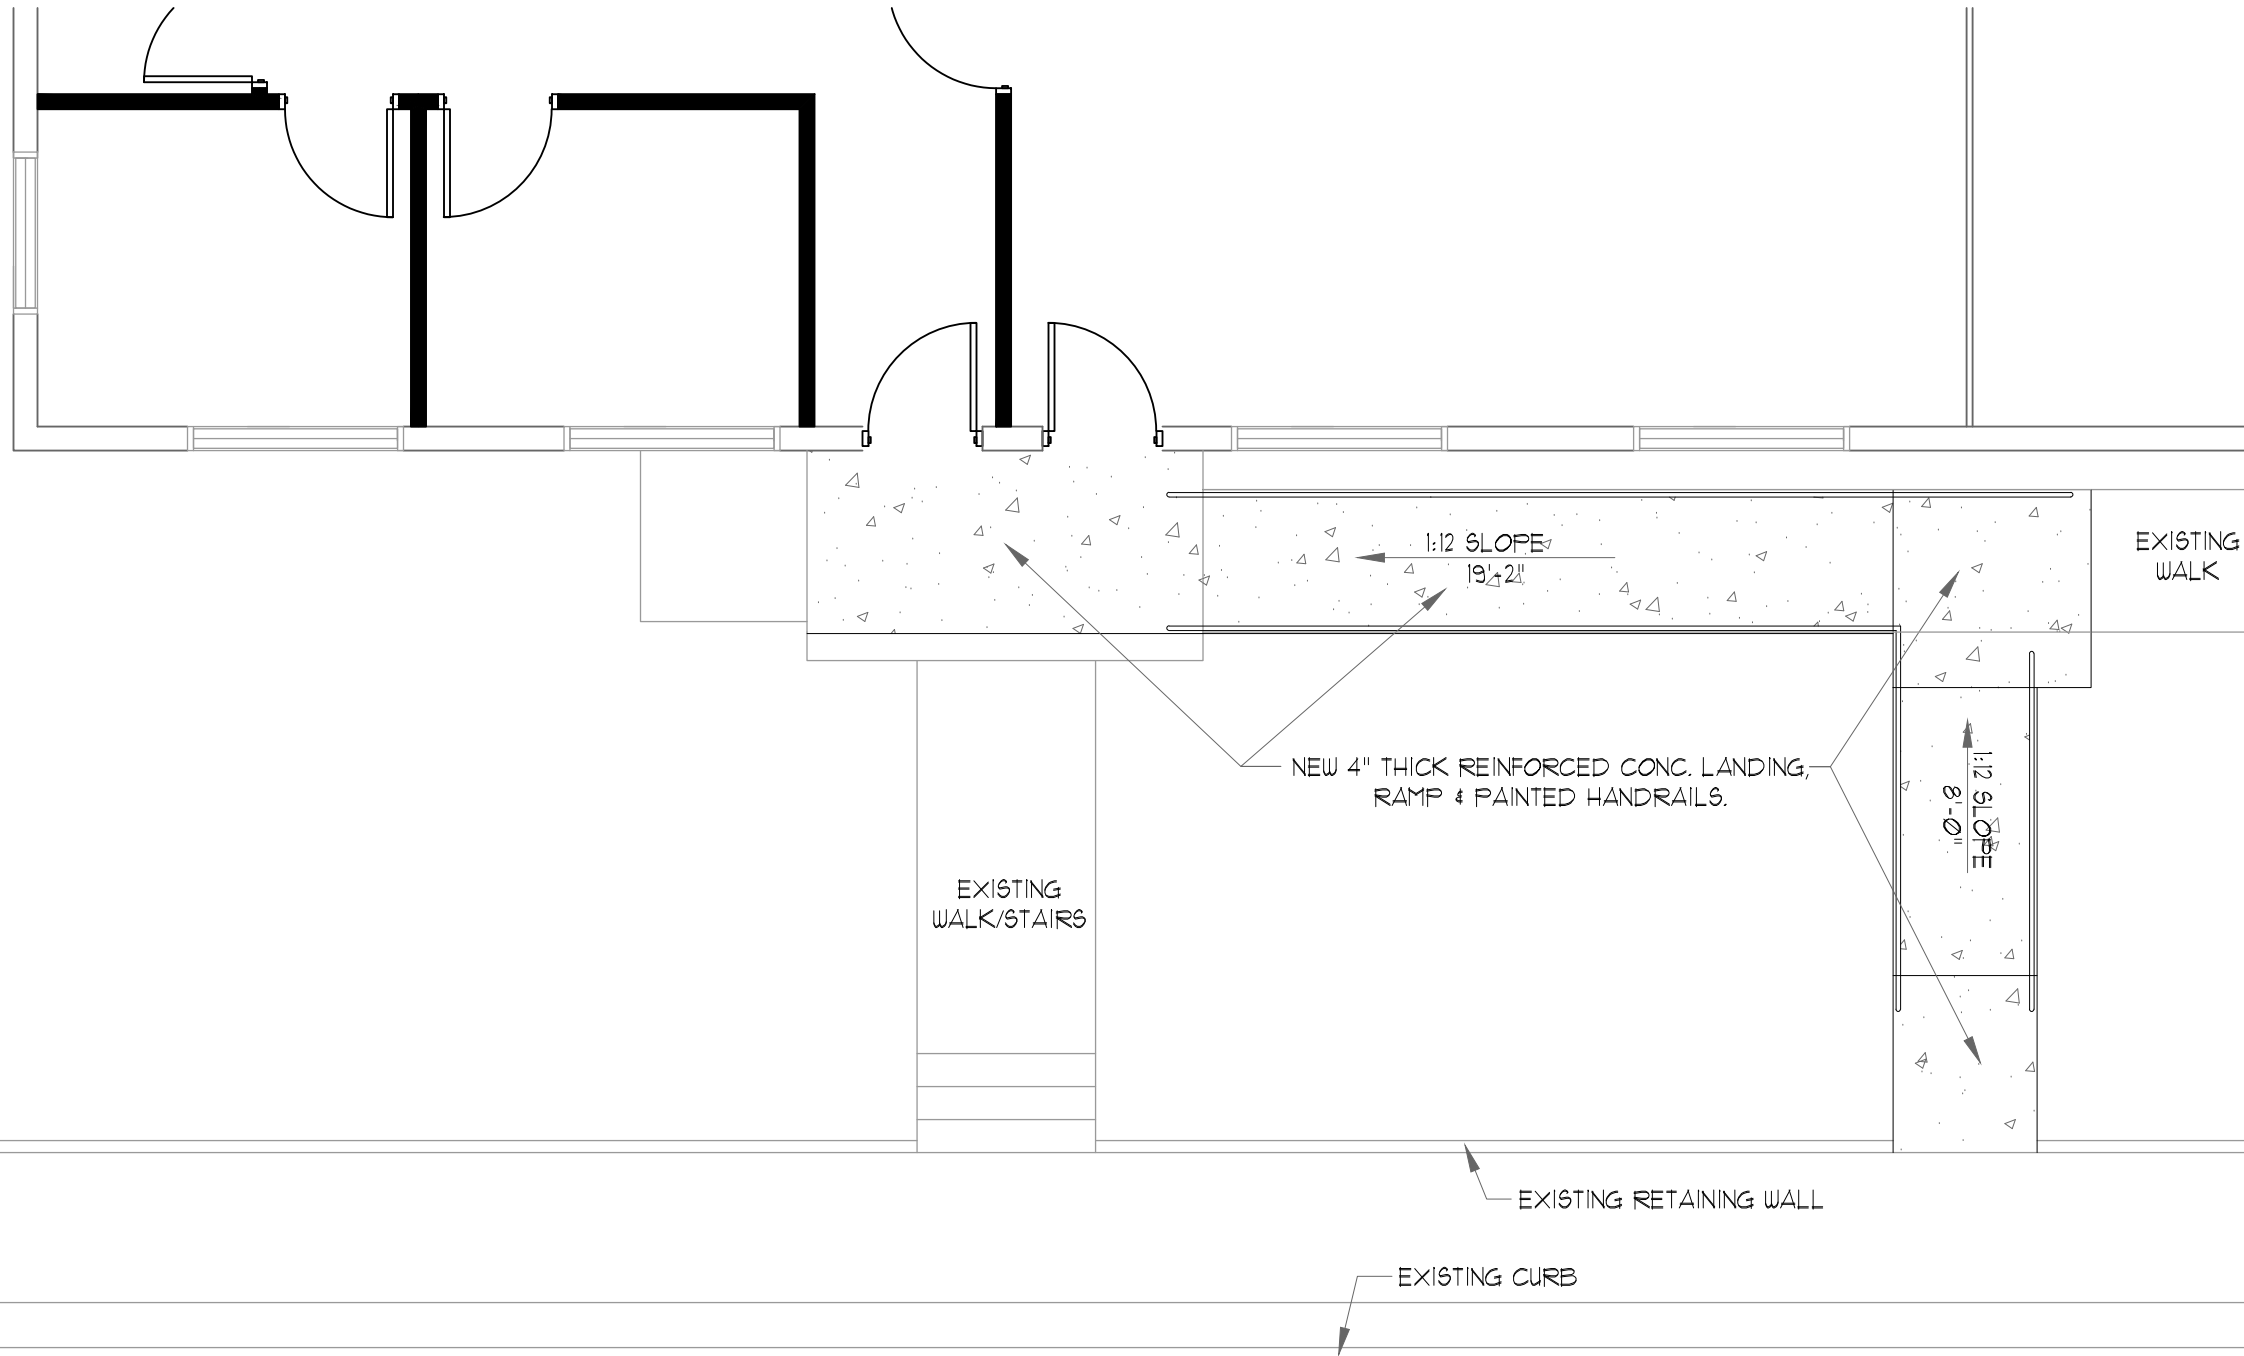 1:12 SLOPE
19'-2"
EXISTING
WALK
NEW 4" THICK REINFORCED CONC. LANDING,
RAMP & PAINTED HANDRAILS.
1:12 SLOPE
8'-0"
EXISTING
WALK/STAIRS
EXISTING RETAINING WALL
EXISTING CURB